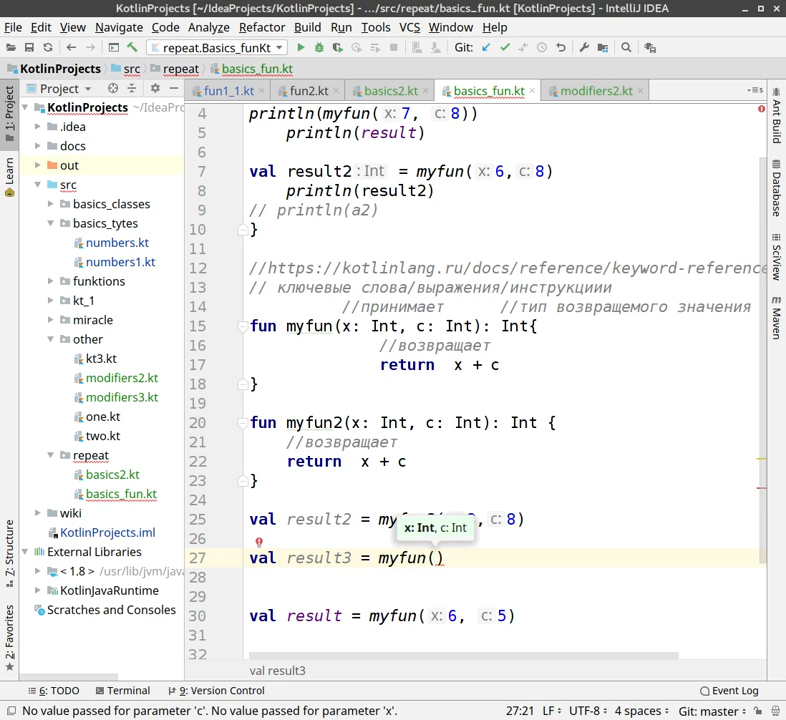 KotlinProjects [~/IdeaProjects/KotlinProjects] - .../src/repeat/basics_fun.kt [KotlinProjects] - IntelliJ IDEA
File Edit View Navigate Code Analyze Refactor Build Run Tools VCS Window Help
repeat.Basics_funKt Git:
KotlinProjects src repeat basics_fun.kt
Project
fun1_1.kt fun2.kt basics2.kt basics_fun.kt modifiers2.kt
1: Project
Learn
7: Structure
2: Favorites
KotlinProjects ~/IdeaPr
.idea
docs
out
src
basics_classes
basics_tytes
numbers.kt
numbers1.kt
funktions
kt_1
miracle
other
kt3.kt
modifiers2.kt
modifiers3.kt
one.kt
two.kt
repeat
basics2.kt
basics_fun.kt
wiki
KotlinProjects.iml
External Libraries
< 1.8 > /usr/lib/jvm/java
KotlinJavaRuntime
Scratches and Consoles
4 println(myfun( x: 7, c: 8))
5 println(result)
6
7 val result2 : Int = myfun( x: 6, c: 8)
8 println(result2)
9 // println(a2)
10 }
11
12 //https://kotlinlang.ru/docs/reference/keyword-reference
13 // ключевые слова/выражения/инструкциии
14 //принимает //тип возвращемого значения
15 fun myfun(x: Int, c: Int): Int{
16 //возвращает
17 return x + c
18 }
19
20 fun myfun2(x: Int, c: Int): Int {
21 //возвращает
22 return x + c
23 }
24
25 val result2 = , c: 8)
x: Int, c: Int
26
27 val result3 = myfun()
28
29
30 val result = myfun( x: 6, c: 5)
31
32
val result3
Ant Build
Database
SciView
Maven
6: TODO Terminal 9: Version Control Event Log
No value passed for parameter 'c'. No value passed for parameter 'x'. 27:21 LF UTF-8 4 spaces Git: master